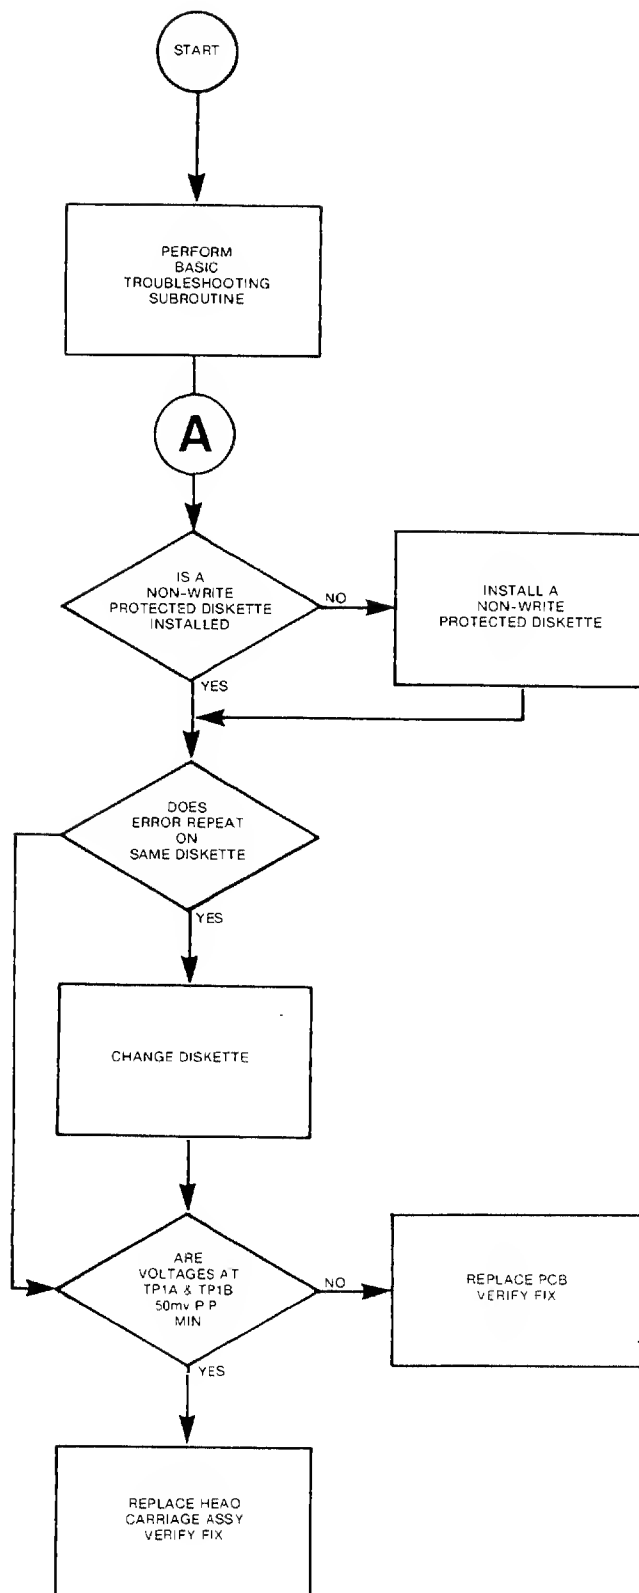 START
PERFORM
BASIC
TROUBLESHOOTING
SUBROUTINE
A
IS A
NON-WRITE
PROTECTED DISKETTE
INSTALLED
NO
INSTALL A
NON-WRITE
PROTECTED DISKETTE
YES
DOES
ERROR REPEAT
ON
SAME DISKETTE
YES
CHANGE DISKETTE
ARE
VOLTAGES AT
TP1A & TP1B
50mv P P
MIN
NO
REPLACE PCB
VERIFY FIX
YES
REPLACE HEAD
CARRIAGE ASSY
VERIFY FIX